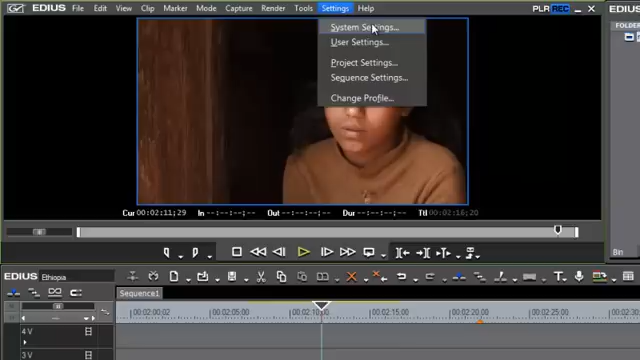 EDIUS File Edit View Clip Marker Mode Capture Render Tools Settings Help PLR REC EDIUS
System Settings...
User Settings...
Project Settings...
Sequence Settings...
Change Profile...
Cur 00:02:11;29 In --:--:--;-- Out --:--:--;-- Dur --:--:--;-- Ttl 00:02:16;20
Bin
EDIUS Ethiopia
Sequence1
00:02:00;02 00:02:05;00 00:02:10;00 00:02:15;00 00:02:20;00 00:02:25;00 00:02:30;
4 V
3 V